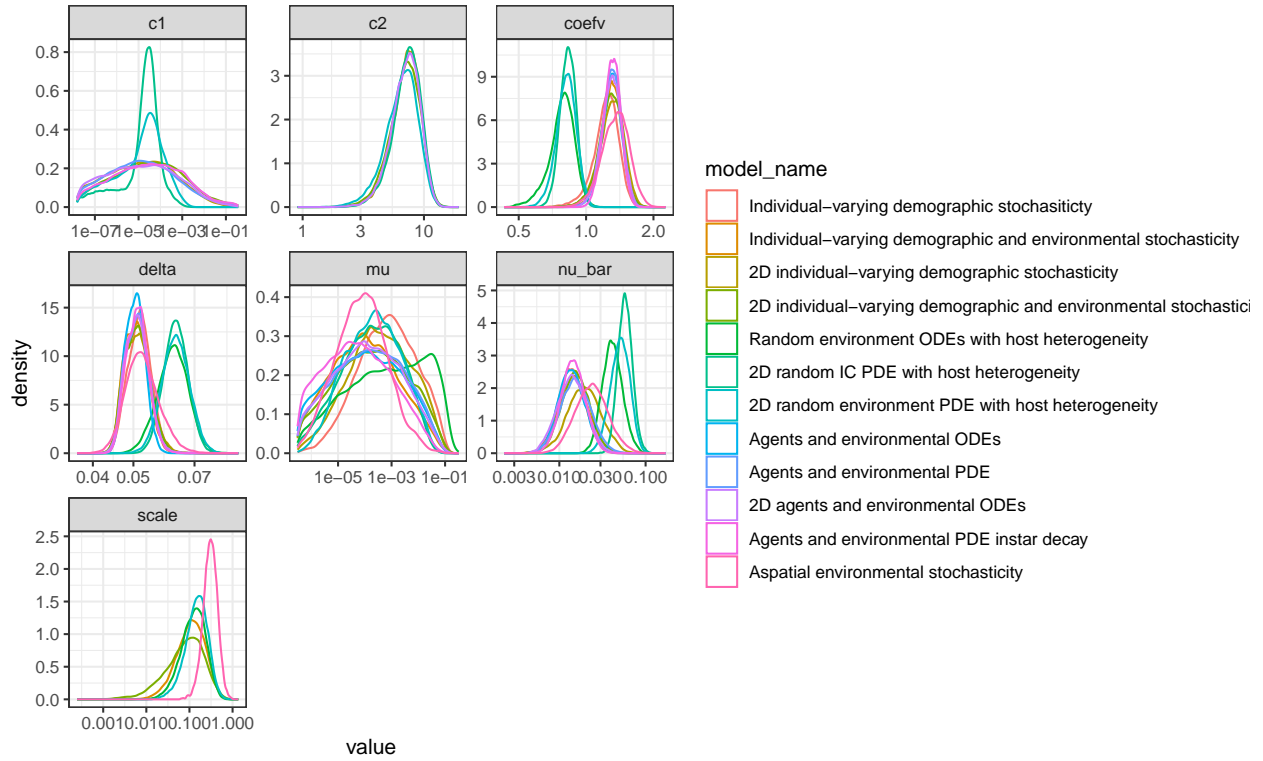 c1
c2
coefv
0.8
0.6
0.4
0.2
0.0
3
2
1
0
9
6
3
0
1e−07
1e−05
1e−03
1e−01
1
3
10
0.5
1.0
2.0
delta
mu
nu_bar
15
10
5
0
0.4
0.3
0.2
0.1
0.0
5
4
3
2
1
0
0.04
0.05
0.07
1e−05
1e−03
1e−01
0.003
0.010
0.030
0.100
scale
2.5
2.0
1.5
1.0
0.5
0.0
0.001
0.010
0.100
1.000
density
value
model_name
Individual−varying demographic stochasiticty
Individual−varying demographic and environmental stochasticity
2D individual−varying demographic stochasticity
2D individual−varying demographic and environmental stochastici
Random environment ODEs with host heterogeneity
2D random IC PDE with host heterogeneity
2D random environment PDE with host heterogeneity
Agents and environmental ODEs
Agents and environmental PDE
2D agents and environmental ODEs
Agents and environmental PDE instar decay
Aspatial environmental stochasticity